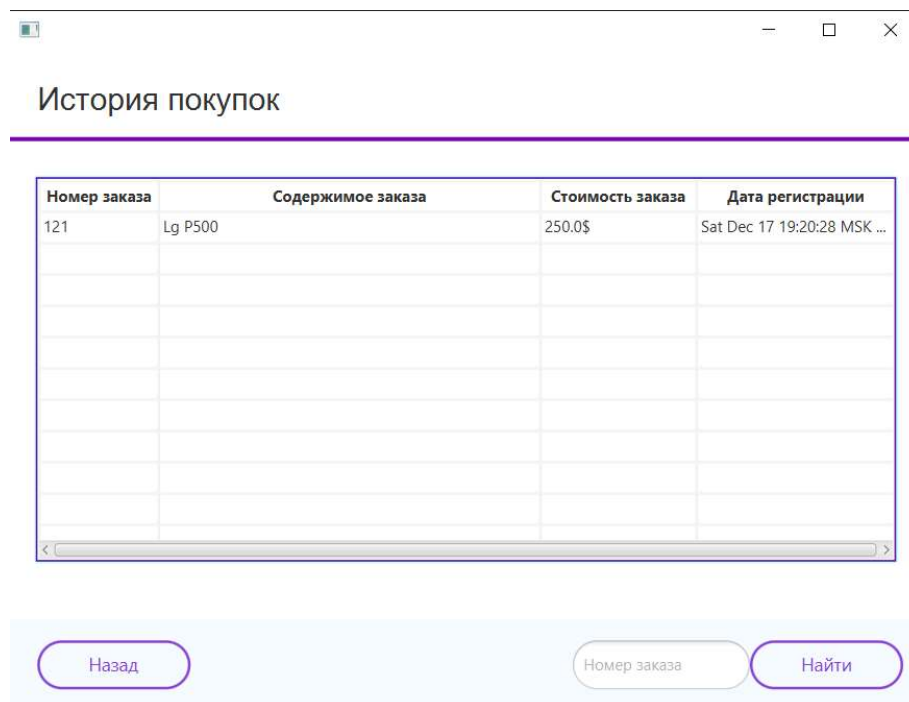 История покупок
Номер заказа Содержимое заказа Стоимость заказа Дата регистрации
121 Lg P500 250.0$ Sat Dec 17 19:20:28 MSK ...
Назад Номер заказа Найти